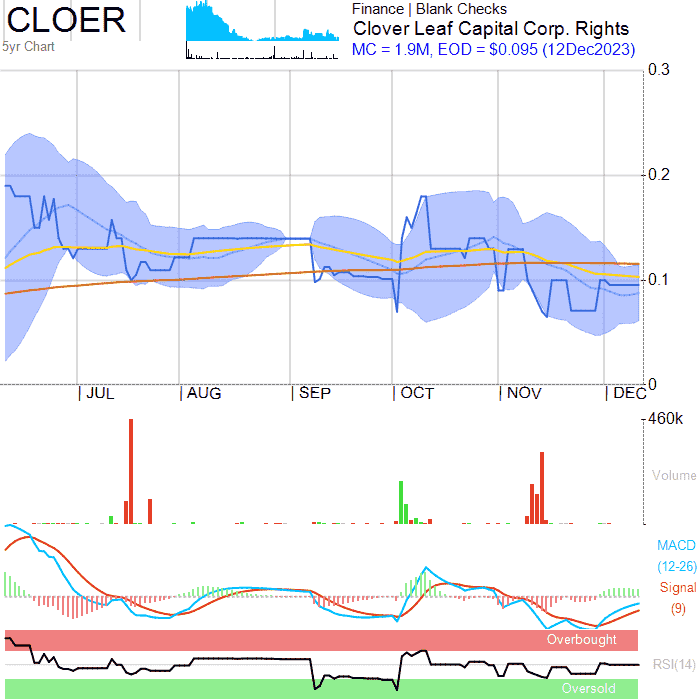 CLOER
5yr Chart
Finance | Blank Checks
Clover Leaf Capital Corp. Rights
MC = 1.9M, EOD = $0.095 (12Dec2023)
0.3
0.2
0.1
0
| JUL | AUG | SEP | OCT | NOV | DEC
460k
Volume
MACD
(12-26)
Signal
(9)
Overbought
RSI(14)
Oversold